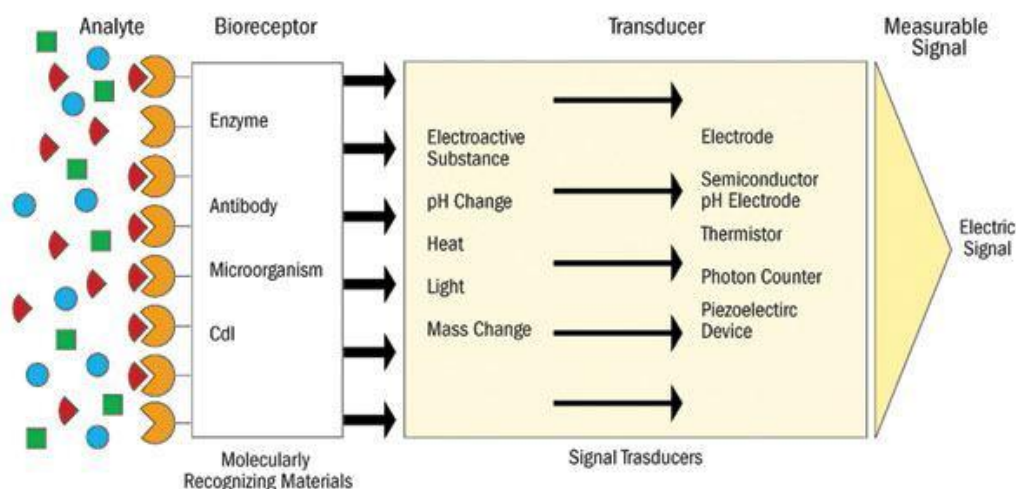 Analyte
Bioreceptor
Transducer
Measurable
Signal
Enzyme
Antibody
Microorganism
Cdl
Electroactive
Substance
pH Change
Heat
Light
Mass Change
Electrode
Semiconductor
pH Electrode
Thermistor
Photon Counter
Piezoelectirc
Device
Electric
Signal
Molecularly
Recognizing Materials
Signal Trasducers